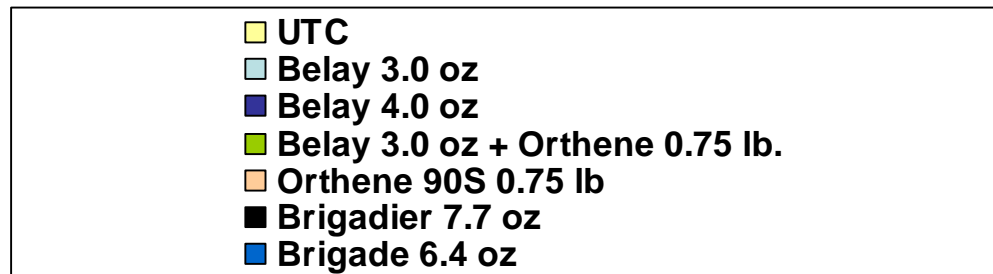 UTC
Belay 3.0 oz
Belay 4.0 oz
Belay 3.0 oz + Orthene 0.75 lb.
Orthene 90S 0.75 lb
Brigadier 7.7 oz
Brigade 6.4 oz